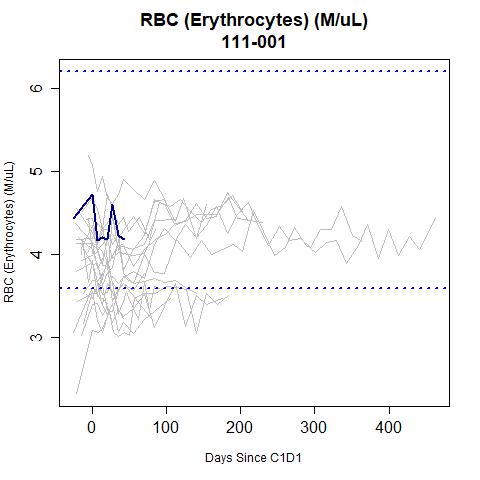 RBC (Erythrocytes) (M/uL)
111-001
RBC (Erythrocytes) (M/uL)
6
5
4
3
0 100 200 300 400
Days Since C1D1